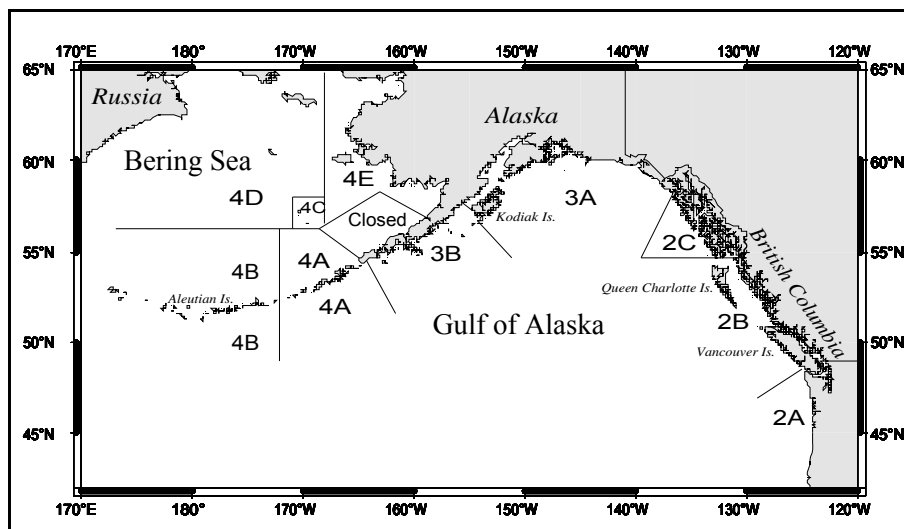 170°E 180° 170°W 160°W 150°W 140°W 130°W 120°W
65°N 65°N
Russia
Alaska
Bering Sea
60°N 60°N
4E
3A
4D
4C
Closed
Kodiak Is.
2C
British Columbia
55°N 55°N
3B
4A
4B
Queen Charlotte Is.
Aleutian Is.
4A
2B
Gulf of Alaska
50°N 50°N
4B
Vancouver Is.
2A
45°N 45°N
170°E 180° 170°W 160°W 150°W 140°W 130°W 120°W